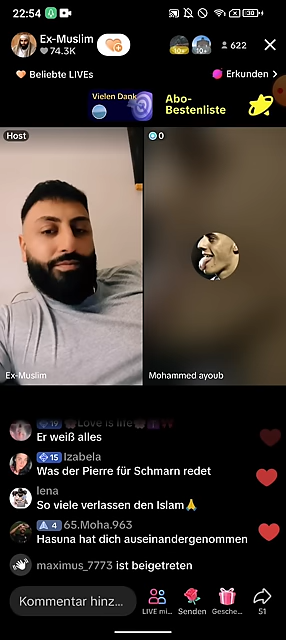 22:54
Ex-Muslim
74.3K
622
Beliebte LIVEs
Erkunden
Vielen Dank
Abo-
Bestenliste
Host
0
Ex-Muslim
Mohammed ayoub
19 Love is life
Er weiß alles
15 Izabela
Was der Pierre für Schmarn redet
lena
So viele verlassen den Islam🙏
4 65.Moha.963
Hasuna hat dich auseinandergenommen
maximus_7773 ist beigetreten
Kommentar hinz...
LIVE mi...
Senden
Gesche...
51